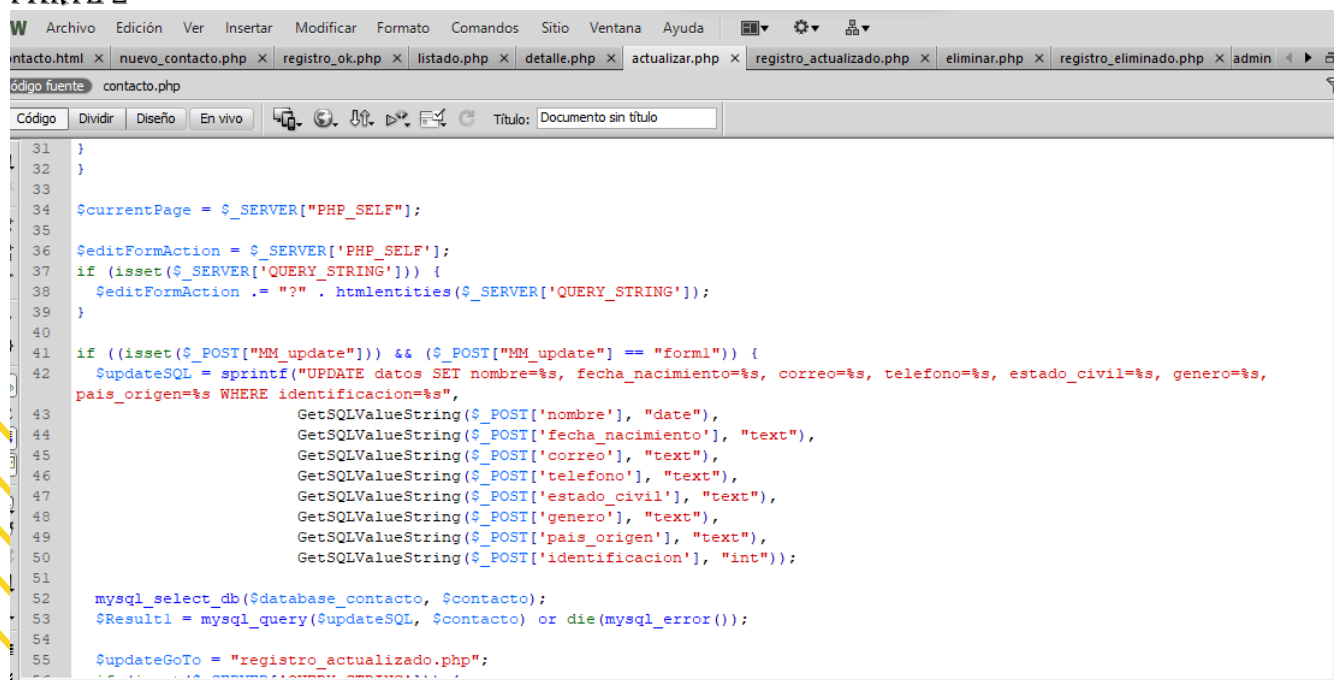 PARTE 2
W Archivo Edición Ver Insertar Modificar Formato Comandos Sitio Ventana Ayuda
ontacto.html × nuevo_contacto.php × registro_ok.php × listado.php × detalle.php × actualizar.php × registro_actualizado.php × eliminar.php × registro_eliminado.php × admin
ódigo fuente contacto.php
Código Dividir Diseño En vivo Título: Documento sin título
31 }
32 }
33
34 $currentPage = $_SERVER["PHP_SELF"];
35
36 $editFormAction = $_SERVER['PHP_SELF'];
37 if (isset($_SERVER['QUERY_STRING'])) {
38 $editFormAction .= "?" . htmlentities($_SERVER['QUERY_STRING']);
39 }
40
41 if ((isset($_POST["MM_update"])) && ($_POST["MM_update"] == "form1")) {
42 $updateSQL = sprintf("UPDATE datos SET nombre=%s, fecha_nacimiento=%s, correo=%s, telefono=%s, estado_civil=%s, genero=%s,
pais_origen=%s WHERE identificacion=%s",
43 GetSQLValueString($_POST['nombre'], "date"),
44 GetSQLValueString($_POST['fecha_nacimiento'], "text"),
45 GetSQLValueString($_POST['correo'], "text"),
46 GetSQLValueString($_POST['telefono'], "text"),
47 GetSQLValueString($_POST['estado_civil'], "text"),
48 GetSQLValueString($_POST['genero'], "text"),
49 GetSQLValueString($_POST['pais_origen'], "text"),
50 GetSQLValueString($_POST['identificacion'], "int"));
51
52 mysql_select_db($database_contacto, $contacto);
53 $Result1 = mysql_query($updateSQL, $contacto) or die(mysql_error());
54
55 $updateGoTo = "registro_actualizado.php";